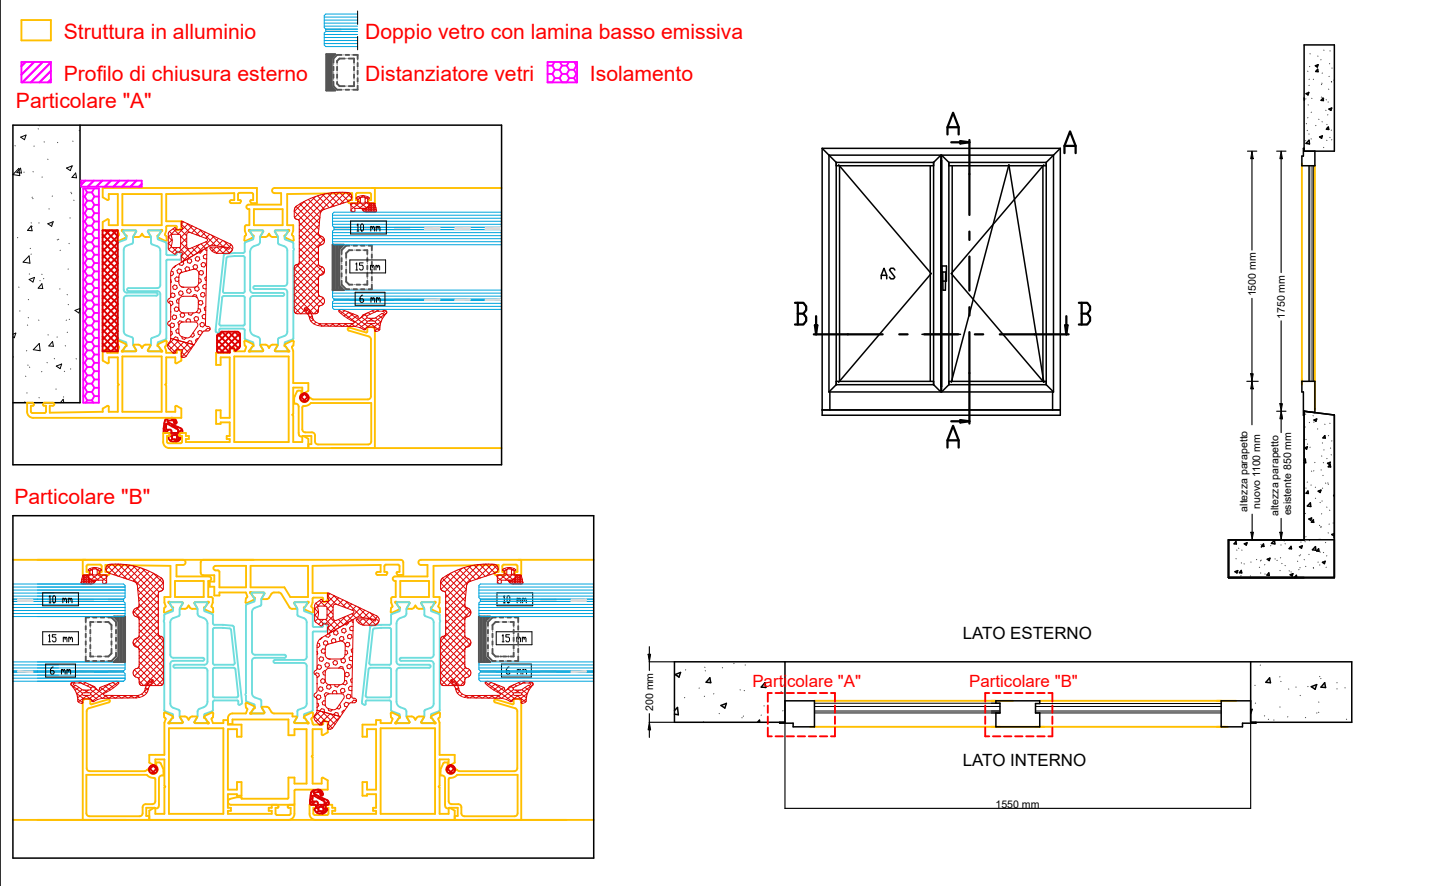 Struttura in alluminio
Doppio vetro con lamina basso emissiva
Profilo di chiusura esterno
Distanziatore vetri
Isolamento
Particolare "A"
10 mm
15 mm
6 mm
Particolare "B"
10 mm
15 mm
6 mm
10 mm
15 mm
6 mm
A
A
AS
B
B
A
1500 mm
1750 mm
altezza parapetto
nuovo 1100 mm
altezza parapetto
esistente 850 mm
LATO ESTERNO
Particolare "A"
Particolare "B"
200 mm
LATO INTERNO
1550 mm